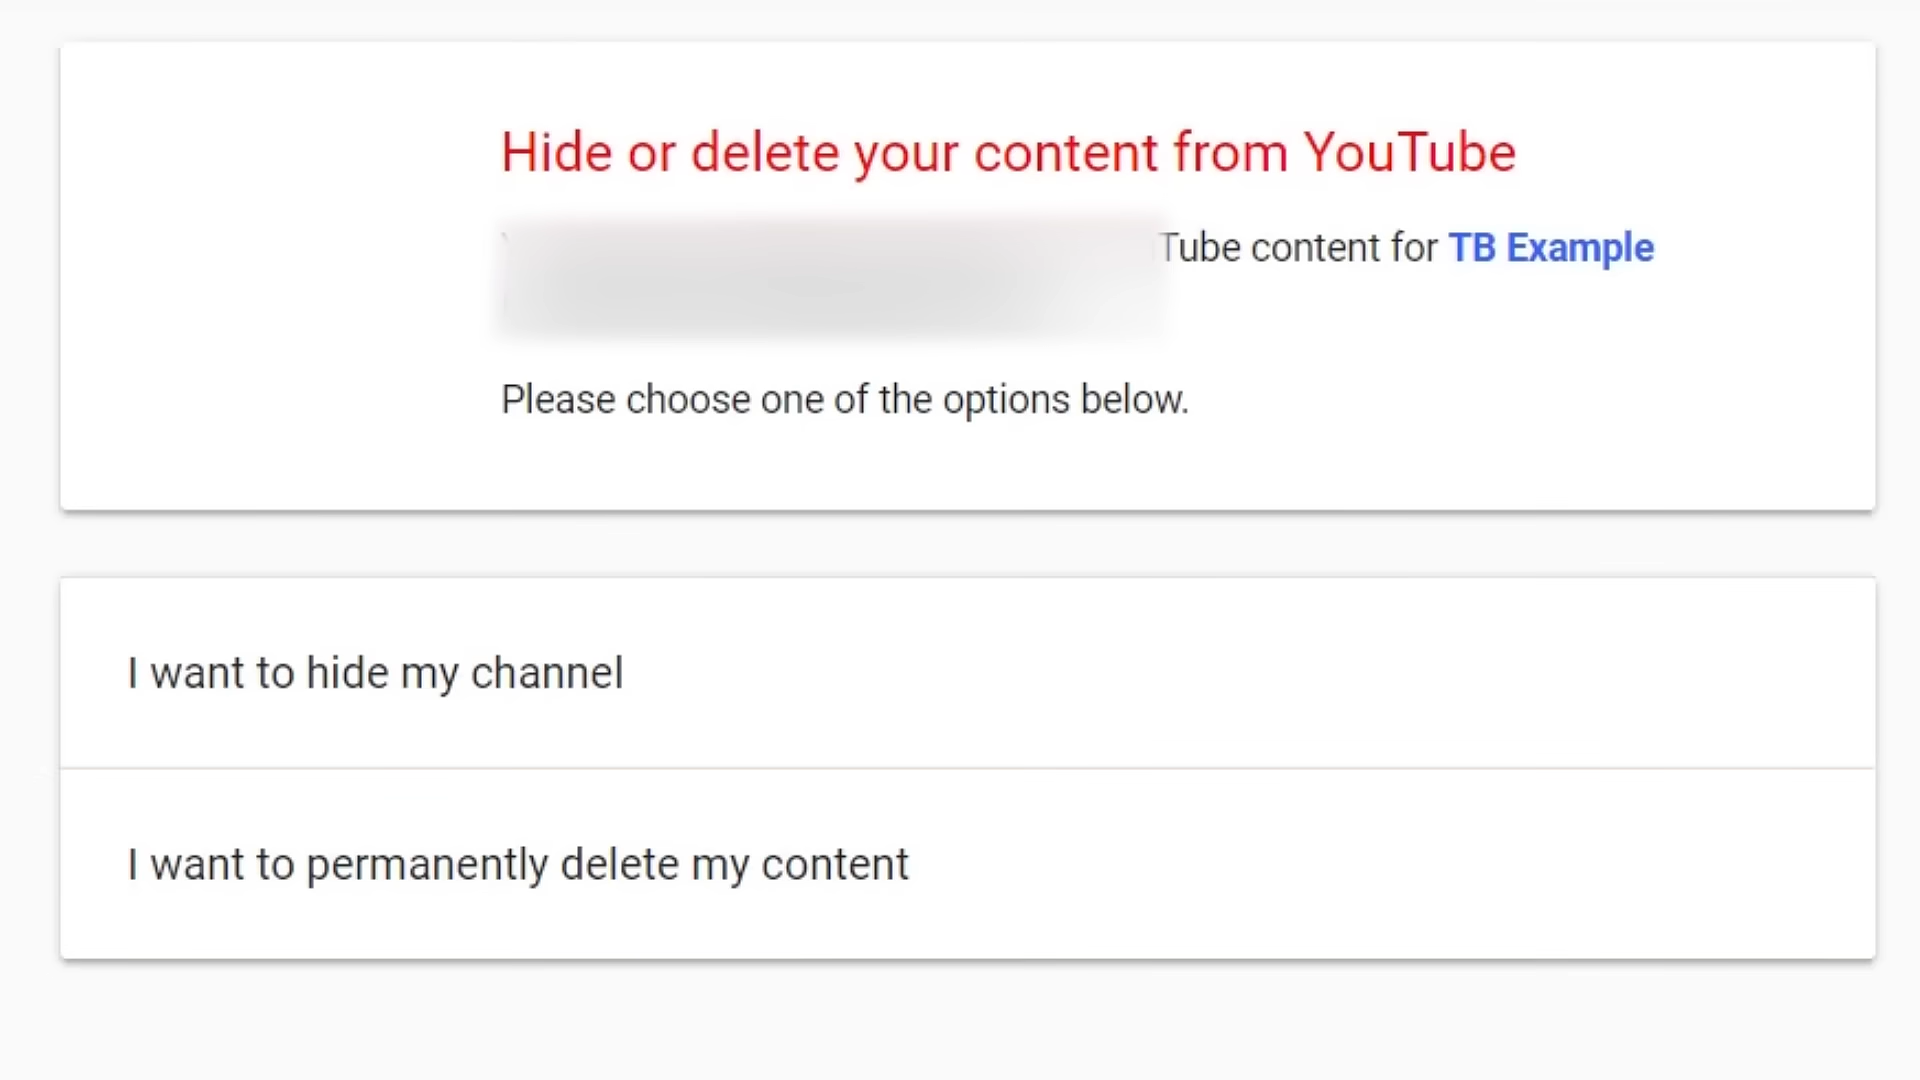 Hide or delete your content from YouTube
Tube content for TB Example
Please choose one of the options below.
I want to hide my channel
I want to permanently delete my content